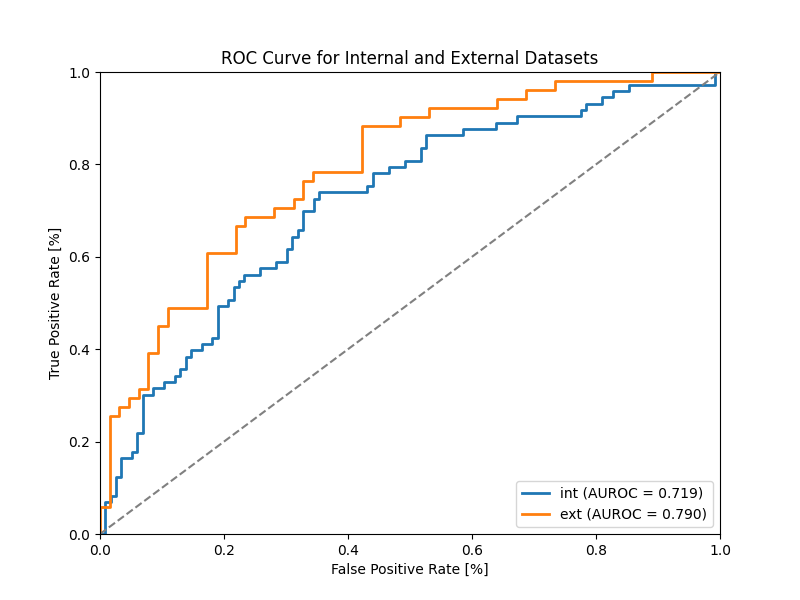 ROC Curve for Internal and External Datasets
True Positive Rate [%]
1.0
0.8
0.6
0.4
0.2
0.0
int (AUROC = 0.719)
ext (AUROC = 0.790)
0.0 0.2 0.4 0.6 0.8 1.0
False Positive Rate [%]